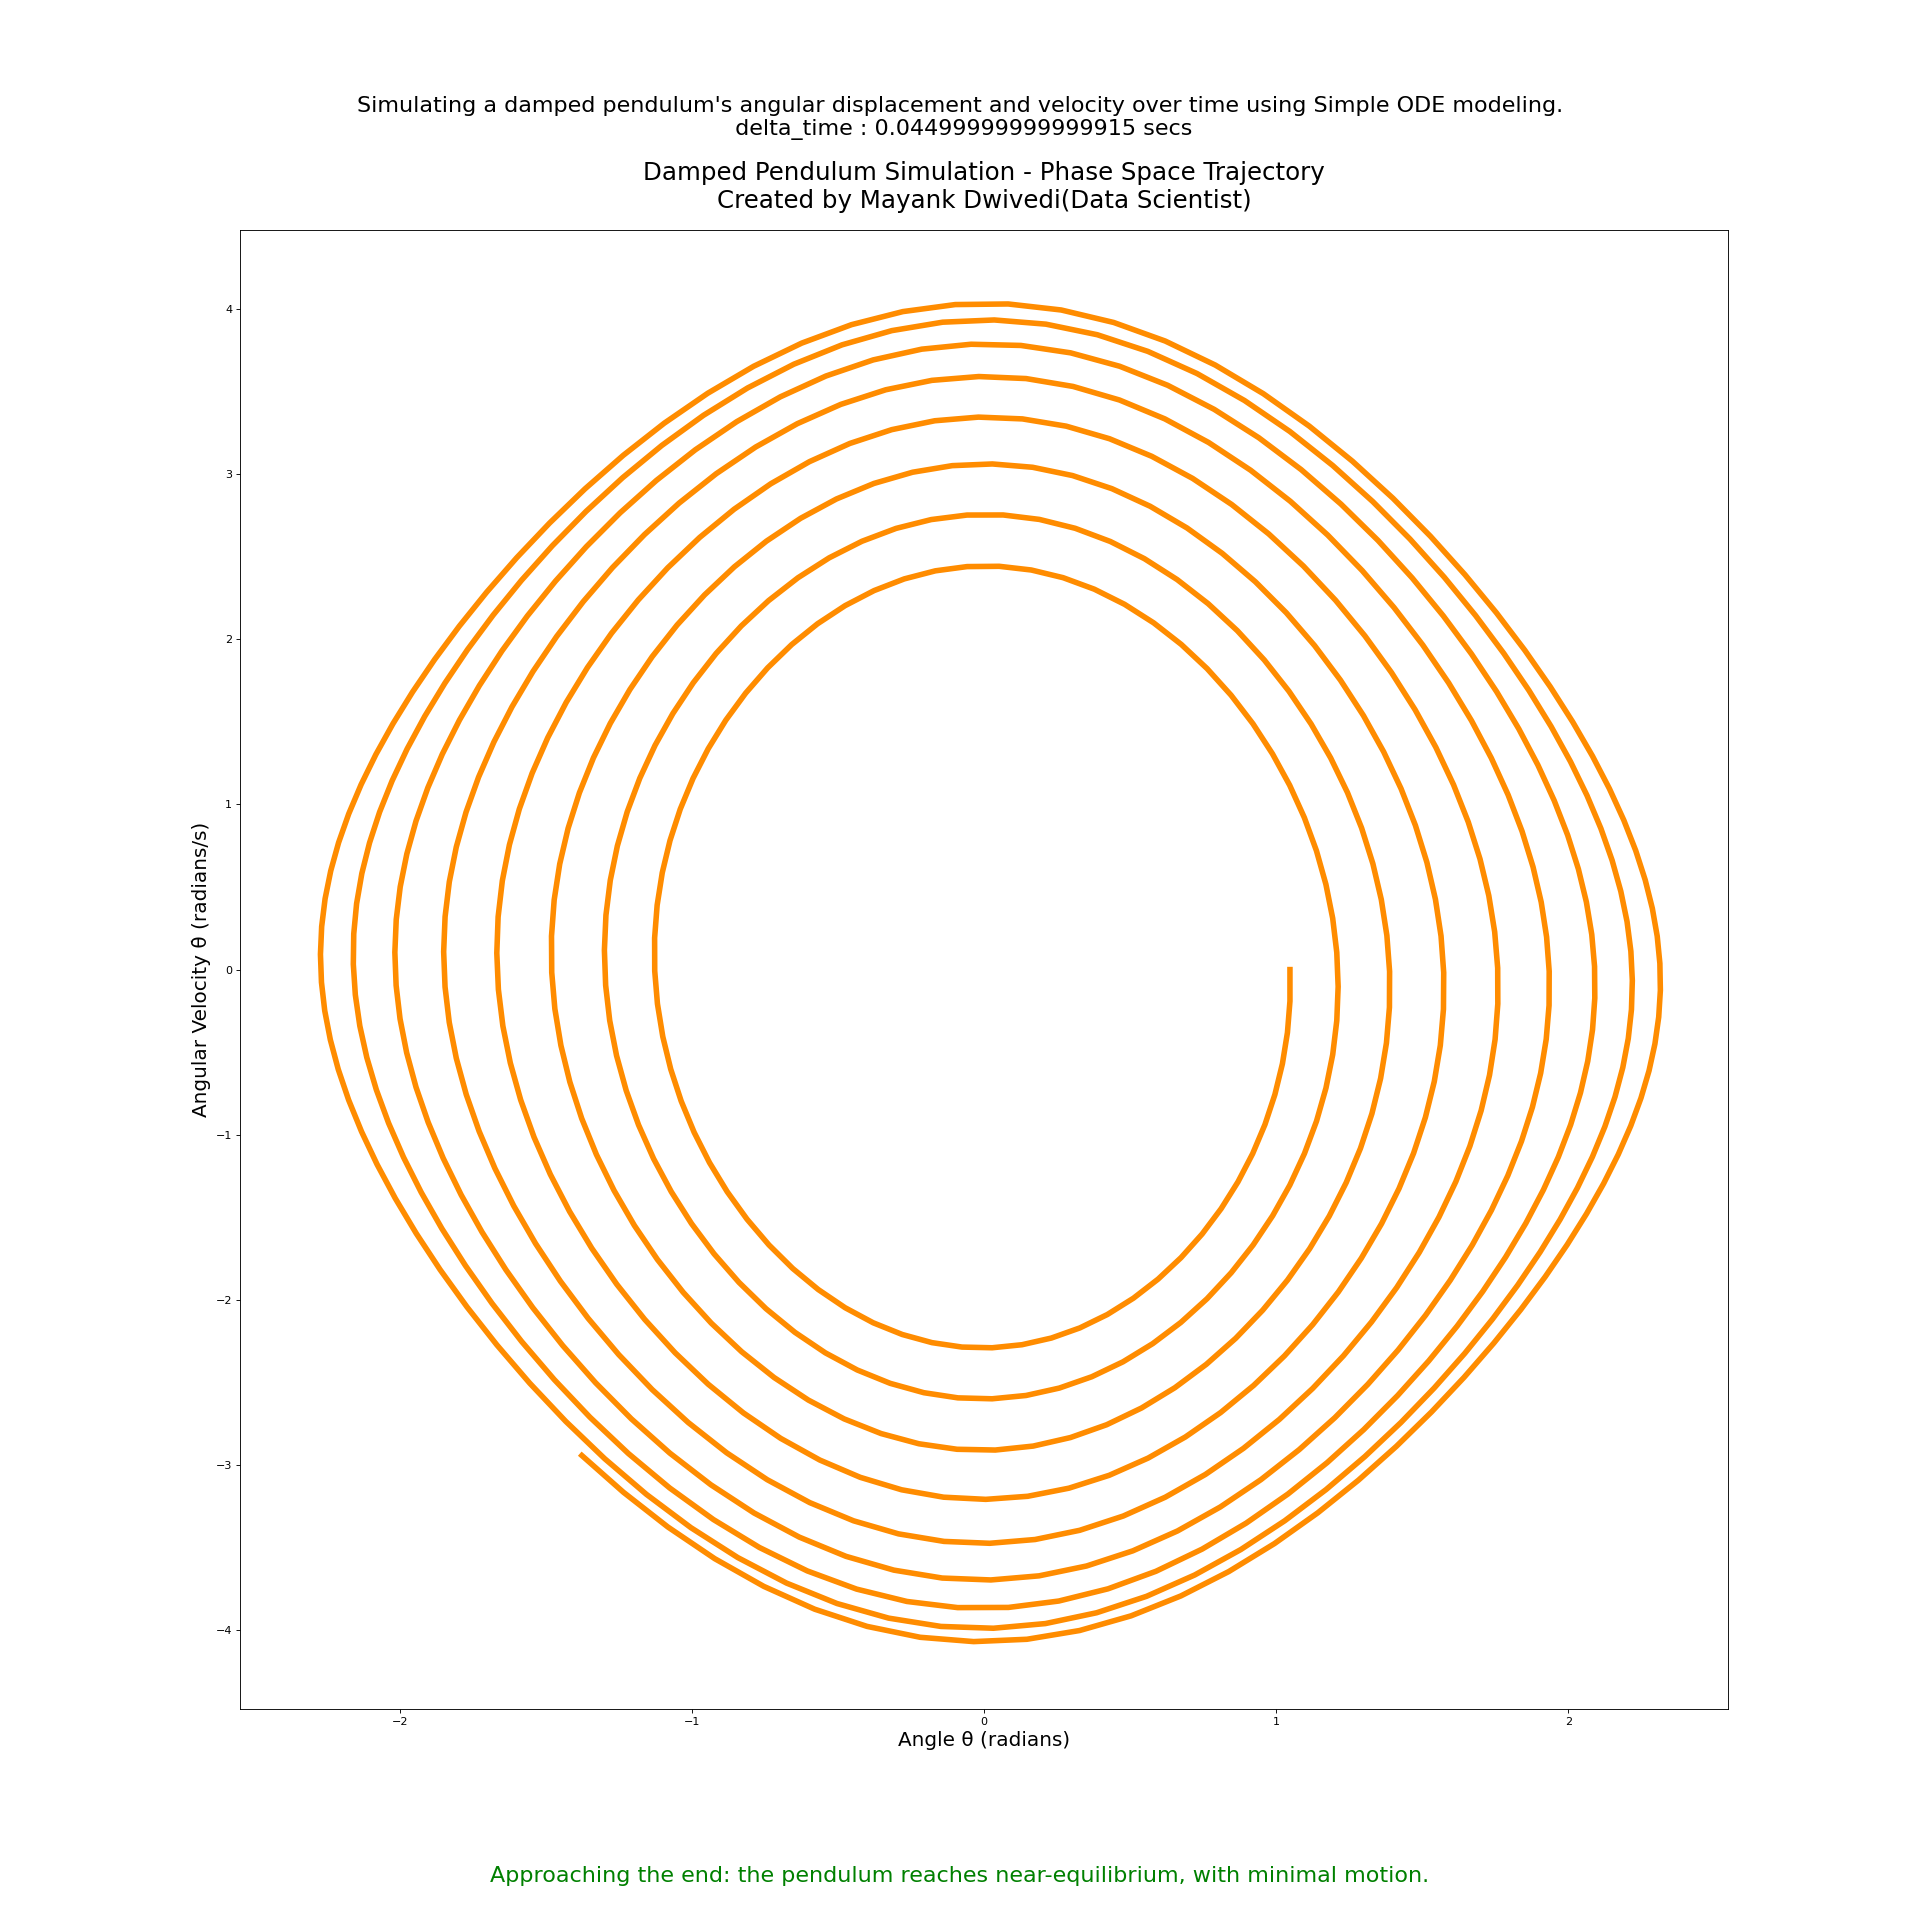 Simulating a damped pendulum's angular displacement and velocity over time using Simple ODE modeling.
delta_time : 0.04499999999999915 secs
Damped Pendulum Simulation - Phase Space Trajectory
Created by Mayank Dwivedi(Data Scientist)
4
3
2
1
0
−1
−2
−3
−4
Angular Velocity θ (radians/s)
−2
−1
0
1
2
Angle θ (radians)
Approaching the end: the pendulum reaches near-equilibrium, with minimal motion.